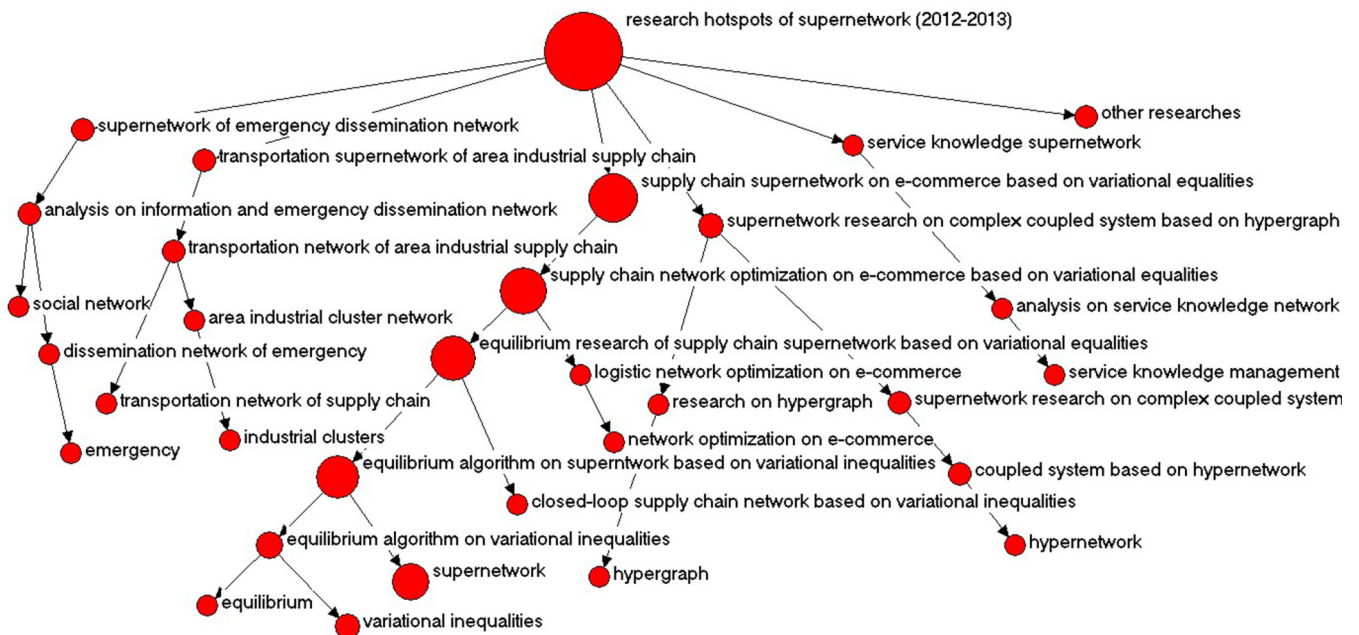 research hotspots of supernetwork (2012-2013)
other researches
supernetwork of emergency dissemination network
service knowledge supernetwork
transportation supernetwork of area industrial supply chain
supply chain supernetwork on e-commerce based on variational equalities
analysis on information and emergency dissemination network
supernetwork research on complex coupled system based on hypergraph
transportation network of area industrial supply chain
supply chain network optimization on e-commerce based on variational equalities
social network
analysis on service knowledge network
area industrial cluster network
equilibrium research of supply chain supernetwork based on variational equalities
dissemination network of emergency
logistic network optimization on e-commerce
service knowledge management
transportation network of supply chain
research on hypergraph
supernetwork research on complex coupled system
industrial clusters
network optimization on e-commerce
emergency
equilibrium algorithm on superntwork based on variational inequalities
coupled system based on hypernetwork
closed-loop supply chain network based on variational inequalities
equilibrium algorithm on variational inequalities
hypernetwork
supernetwork
hypergraph
equilibrium
variational inequalities